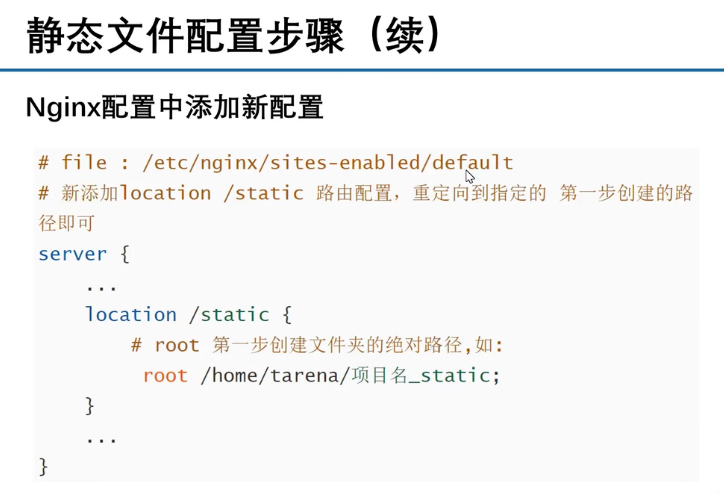 静态文件配置步骤（续）
Nginx配置中添加新配置
# file : /etc/nginx/sites-enabled/default
# 新添加location /static 路由配置，重定向到指定的 第一步创建的路
径即可
server {
...
location /static {
# root 第一步创建文件夹的绝对路径,如:
root /home/tarena/项目名_static;
}
...
}